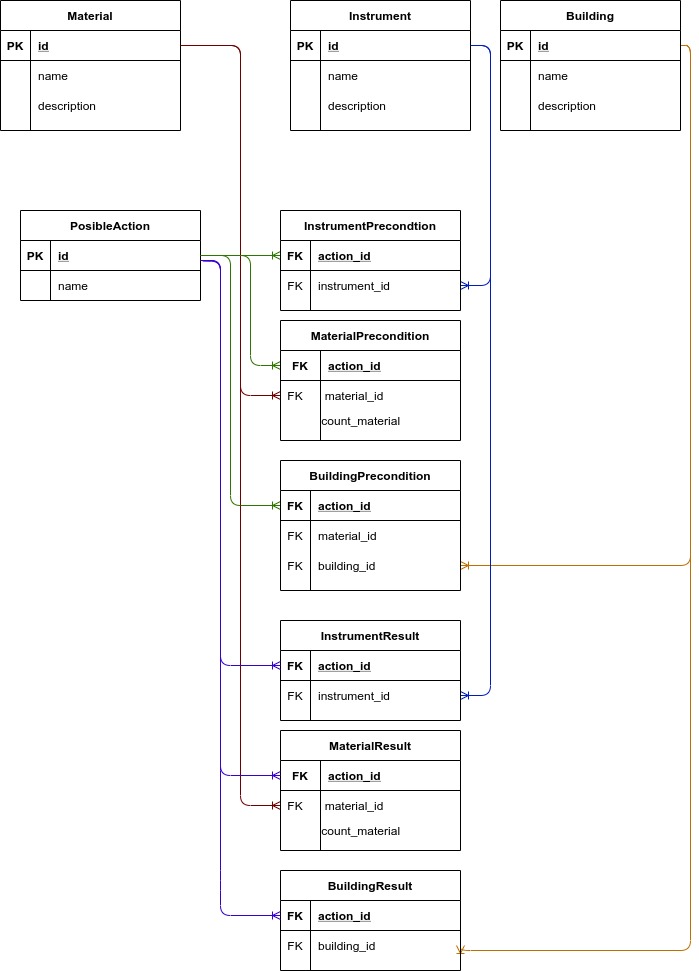 Material
PK id
name
description
Instrument
PK id
name
description
Building
PK id
name
description
PosibleAction
PK id
name
InstrumentPrecondtion
FK action_id
FK instrument_id
MaterialPrecondition
FK action_id
FK material_id
count_material
BuildingPrecondition
FK action_id
FK material_id
FK building_id
InstrumentResult
FK action_id
FK instrument_id
MaterialResult
FK action_id
FK material_id
count_material
BuildingResult
FK action_id
FK building_id